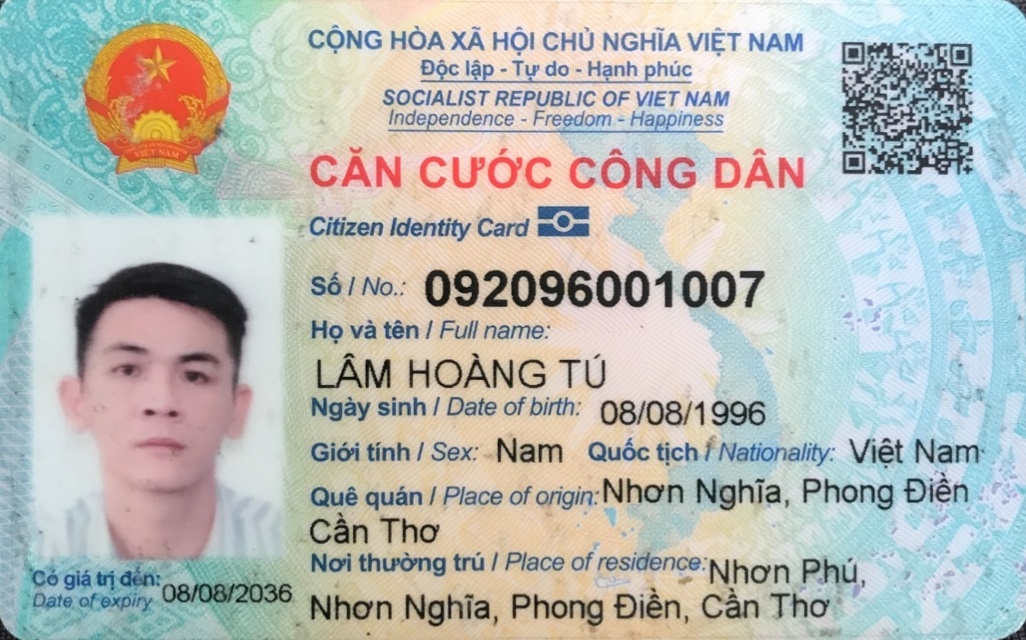 CỘNG HÒA XÃ HỘI CHỦ NGHĨA VIỆT NAM
Độc lập - Tự do - Hạnh phúc
SOCIALIST REPUBLIC OF VIET NAM
Independence - Freedom - Happiness
VIỆT NAM
CĂN CƯỚC CÔNG DÂN
Citizen Identity Card
Số / No.: 092096001007
Họ và tên / Full name:
LÂM HOÀNG TÚ
Ngày sinh / Date of birth: 08/08/1996
Giới tính / Sex: Nam Quốc tịch / Nationality: Việt Nam
Quê quán / Place of origin: Nhơn Nghĩa, Phong Điền
Cần Thơ
Nơi thường trú / Place of residence: Nhơn Phú,
Nhơn Nghĩa, Phong Điền, Cần Thơ
Có giá trị đến: 08/08/2036
Date of expiry